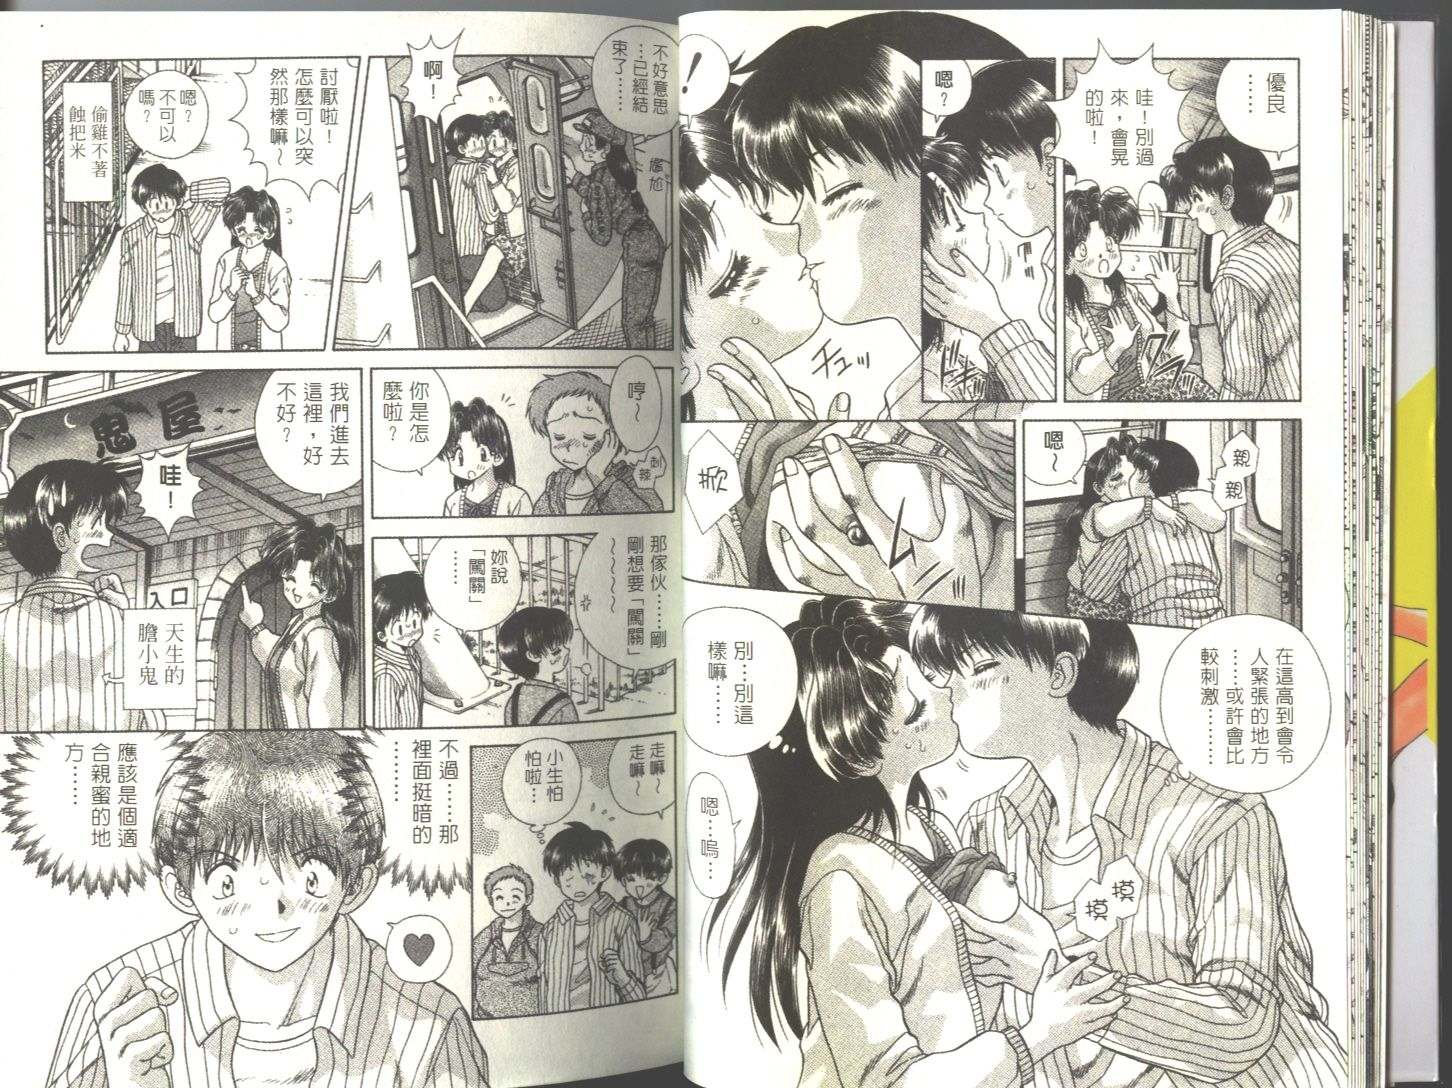 優良
……
哇！別過
來，會晃
的啦！
嗯？
！
チュッ
親
親
嗯～
在這高到會令
人緊張的地方
……或許會比
較刺激……
別…別這
樣嘛……
嗯…嗚…
摸
摸
不好意思
…已經結
束了……
尷尬
啊！
討厭啦！
怎麼可以突
然那樣嘛～
嗯？
不可以
嗎？
偷雞不著
蝕把米
哼～
刺
辣
你是怎
麼啦？
我們進去
這裡，好
不好？
鬼屋
哇！
入口
天生的
膽小鬼
那傢伙……剛
剛想要「闖關」
～～～～
妳說
「闖關」
……
走嘛～
走嘛～
小生怕
怕啦…
不過……那
裡面挺暗的
………
應該是個適
合親蜜的地
方……